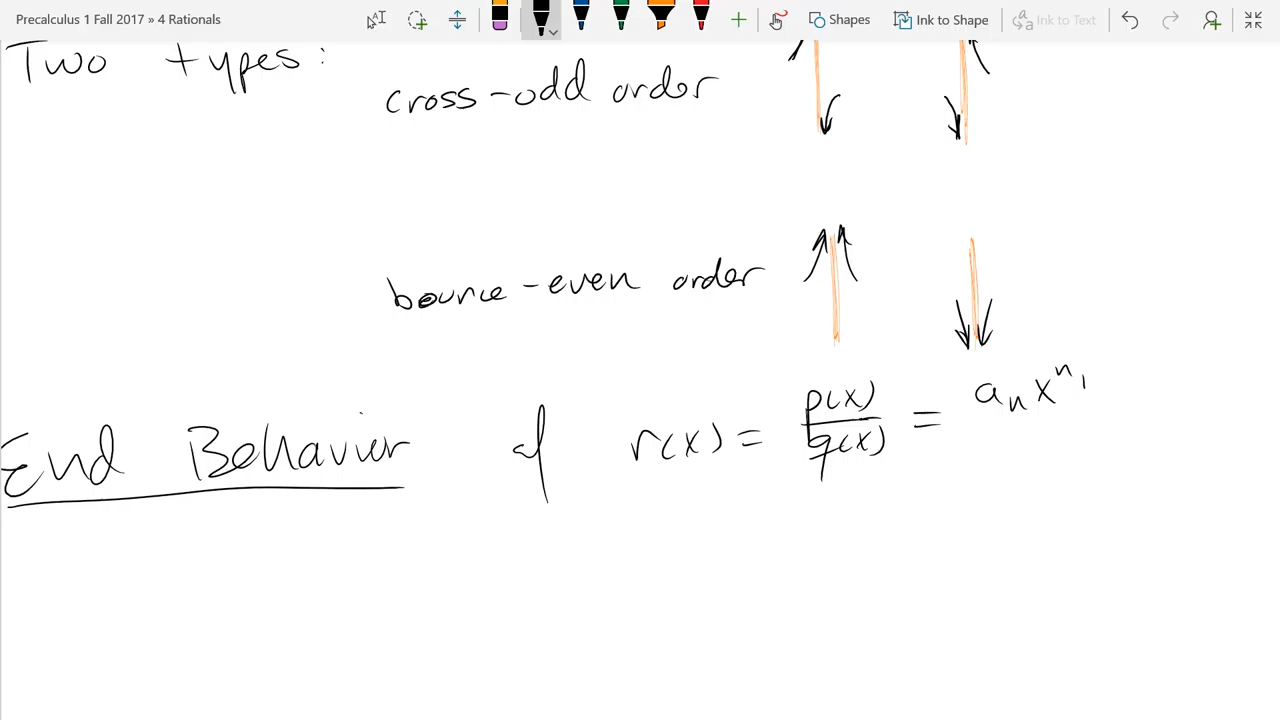 Precalculus 1 Fall 2017 » 4 Rationals
Shapes
Ink to Shape
Ink to Text
Two types:
cross-odd order
bounce-even order
End Behavior of r(x) = p(x)/q(x) = aₙxⁿ